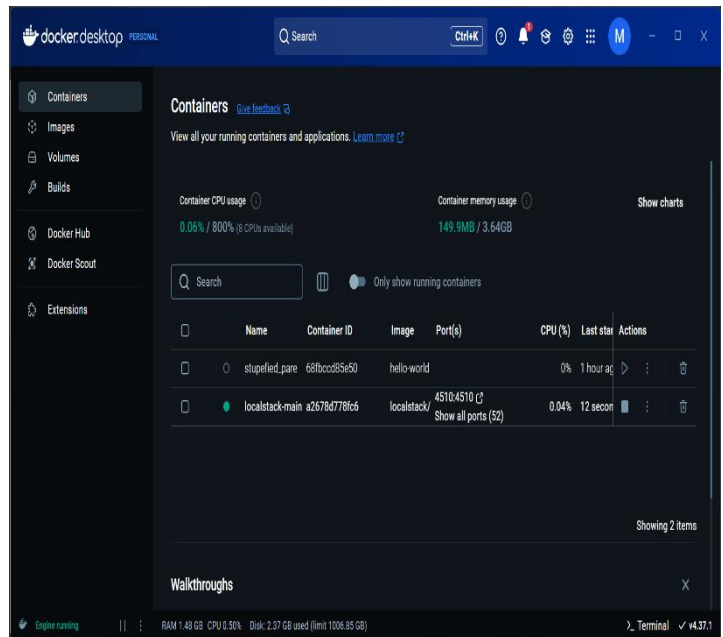 docker.desktop PERSONAL
Search
Ctrl+K
M
Containers
Images
Volumes
Builds
Docker Hub
Docker Scout
Extensions
Containers Give feedback
View all your running containers and applications. Learn more
Container CPU usage
0.06% / 800% (8 CPUs available)
Container memory usage
149.9MB / 3.64GB
Show charts
Search
Only show running containers
Name Container ID Image Port(s) CPU (%) Last star Actions
stupefied_pare 68fbccd85e50 hello-world 0% 1 hour ag
localstack-main a2678d778fc6 localstack/ 4510:4510 0.04% 12 secon
Show all ports (52)
Showing 2 items
Walkthroughs
Engine running RAM 1.48 GB CPU 0.50% Disk: 2.37 GB used (limit 1006.85 GB) Terminal v4.37.1